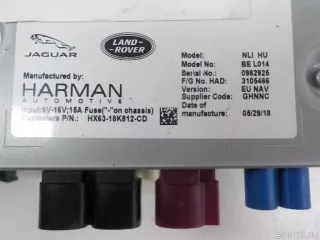 JAGUAR
LAND-
ROVER
Manufactured by:
HARMAN
AUTOMOTIVE
Input:9V-16V;15A Fuse("-"on chassis)
Customers P/N.: HX63-18K812-CD
Model: NLI HU
Model No: BE L014
Serial No.: 0982925
F/G No. HAD: 3105466
Version: EU NAV
Supplier Code: GHNNC
Date of
manufacture: 05/29/18